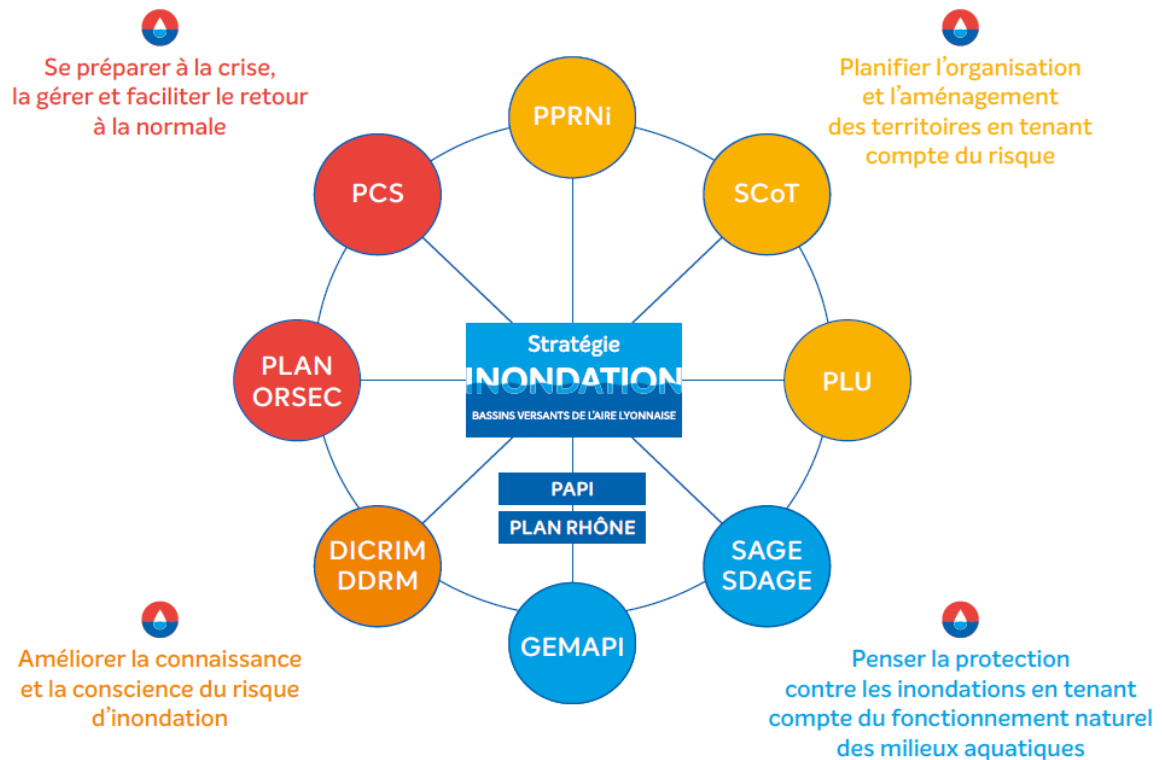 Se préparer à la crise,
la gérer et faciliter le retour
à la normale
Planifier l'organisation
et l'aménagement
des territoires en tenant
compte du risque
PPRNi
PCS
SCoT
PLAN
ORSEC
Stratégie
INONDATION
BASSINS VERSANTS DE L'AIRE LYONNAISE
PLU
PAPI
PLAN RHÔNE
DICRIM
DDRM
SAGE
SDAGE
GEMAPI
Améliorer la connaissance
et la conscience du risque
d'inondation
Penser la protection
contre les inondations en tenant
compte du fonctionnement naturel
des milieux aquatiques